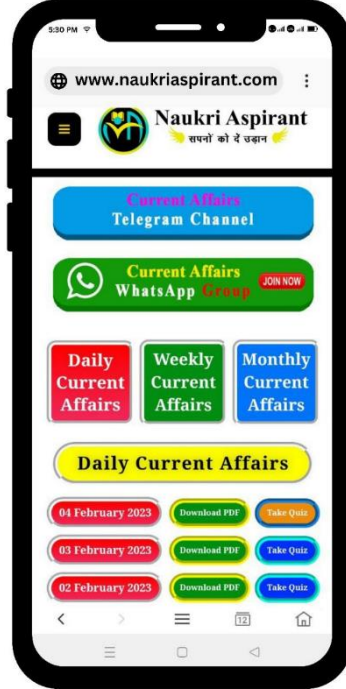 5:30 PM
www.naukriaspirant.com
Naukri Aspirant
सपनों को दें उड़ान
Current Affairs
Telegram Channel
Current Affairs
WhatsApp Group
JOIN NOW
Daily Current Affairs
Weekly Current Affairs
Monthly Current Affairs
Daily Current Affairs
04 February 2023 Download PDF Take Quiz
03 February 2023 Download PDF Take Quiz
02 February 2023 Download PDF Take Quiz
12